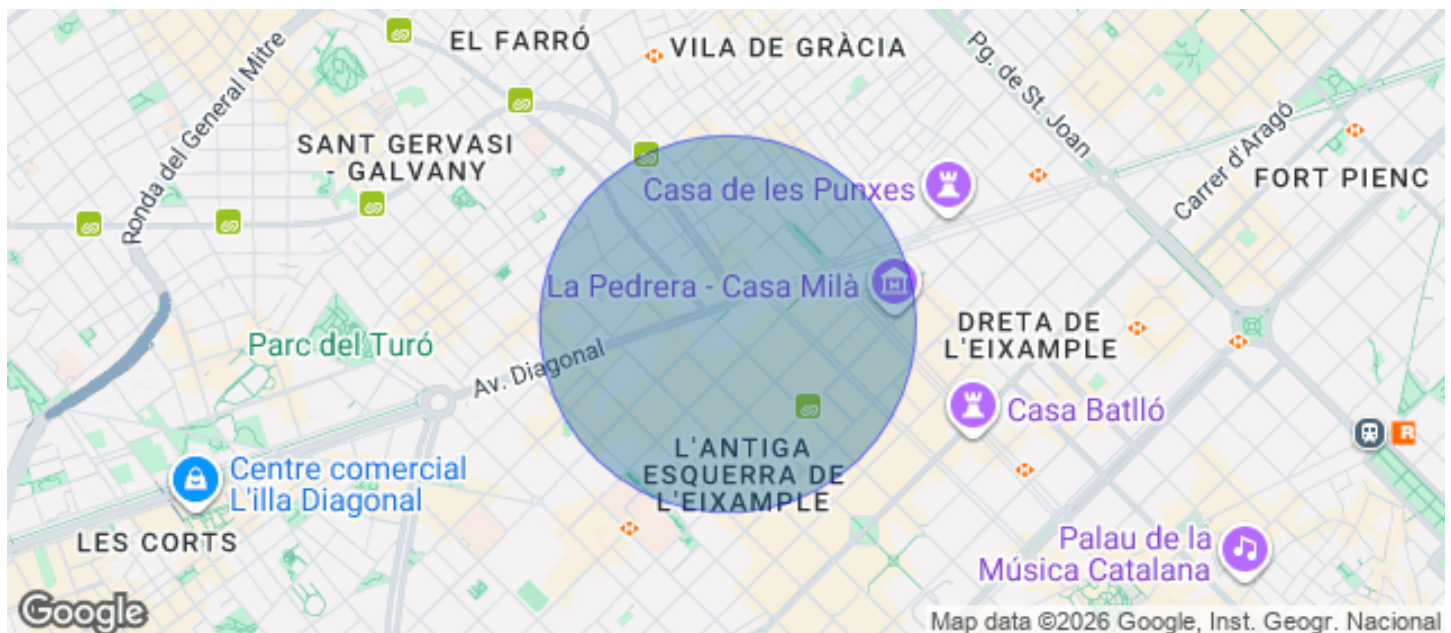 EL FARRÓ
VILA DE GRÀCIA
Pg. de St. Joan
Ronda del General Mitre
SANT GERVASI
- GALVANY
Casa de les Punxes
Carrer d'Aragó
FORT PIENC
La Pedrera - Casa Milà
DRETA DE
L'EIXAMPLE
Parc del Turó
Av. Diagonal
Casa Batlló
L'ANTIGA
ESQUERRA DE
L'EIXAMPLE
Centre comercial
L'illa Diagonal
R
LES CORTS
Palau de la
Música Catalana
Google
Map data ©2026 Google, Inst. Geogr. Nacional